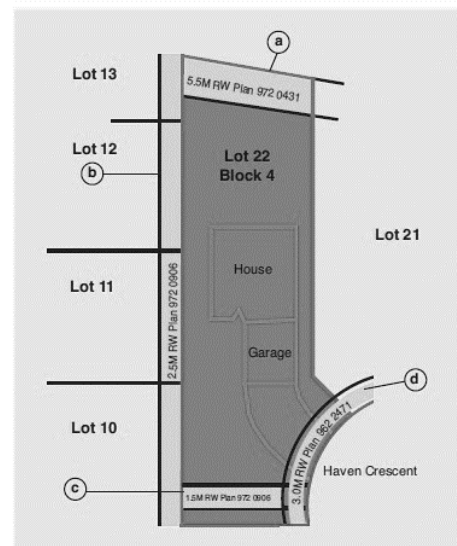 a
Lot 13
5.5M RW Plan 972 0431
Lot 12
b
Lot 22
Block 4
Lot 21
House
2.5M RW Plan 972 0906
Lot 11
Garage
d
Lot 10
3.0M RW Plan 962 2471
Haven Crescent
c
1.5M RW Plan 972 0906